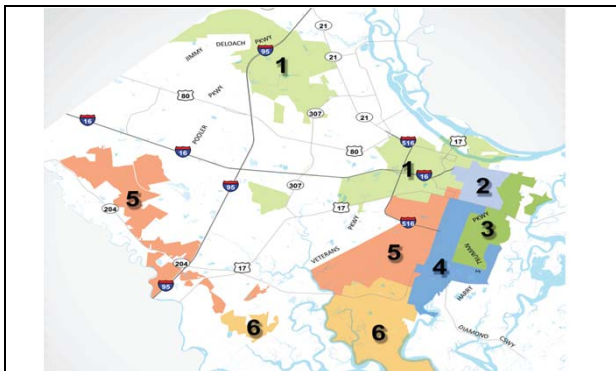 21
JIMMY DELOACH PKWY
95
21
1
80
PKWY
307
21
16
POOLER
16
80
516
17
1
16
95
307
2
5
204
17
PKWY
516
PKWY
3
VETERANS
5
TRUMAN
204
17
4
95
HARRY
S
6
6
DIAMOND CSWY